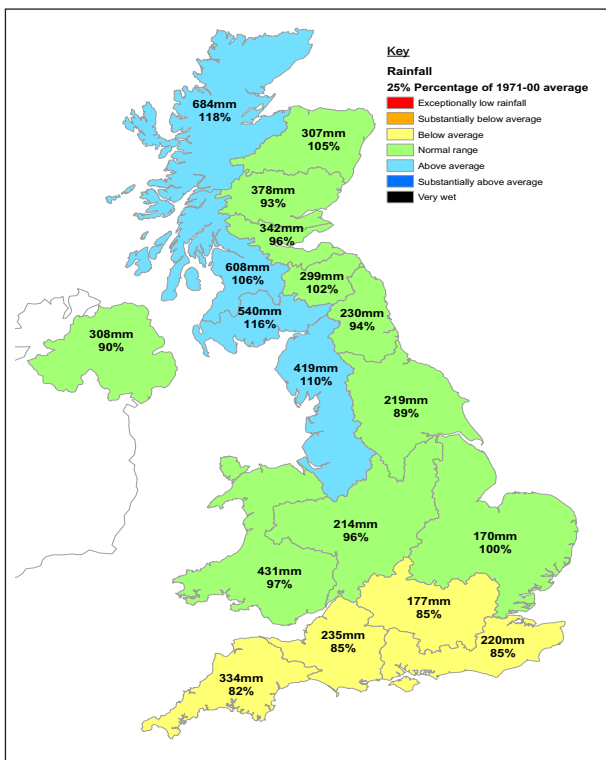 Key
Rainfall
25% Percentage of 1971-00 average
Exceptionally low rainfall
Substantially below average
Below average
Normal range
Above average
Substantially above average
Very wet
684mm
118%
307mm
105%
378mm
93%
342mm
96%
608mm
106%
299mm
102%
540mm
116%
230mm
94%
308mm
90%
419mm
110%
219mm
89%
214mm
96%
170mm
100%
431mm
97%
177mm
85%
235mm
85%
220mm
85%
334mm
82%